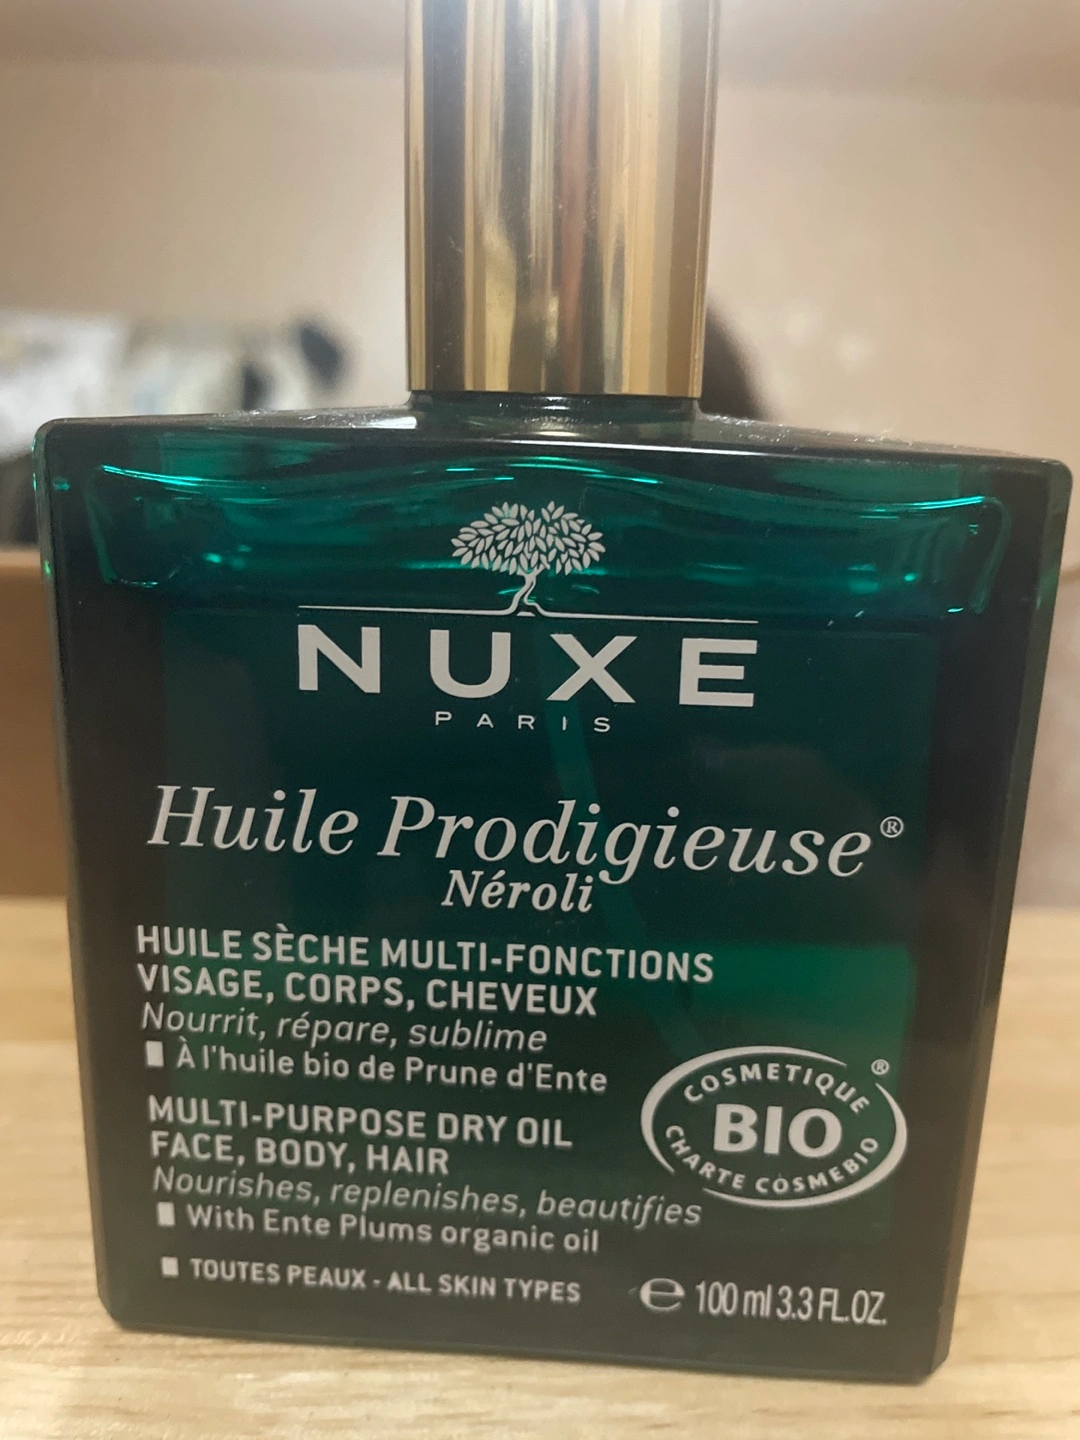 NUXE
PARIS
Huile Prodigieuse®
Néroli
HUILE SÈCHE MULTI-FONCTIONS
VISAGE, CORPS, CHEVEUX
Nourrit, répare, sublime
■ À l'huile bio de Prune d'Ente
MULTI-PURPOSE DRY OIL
FACE, BODY, HAIR
Nourishes, replenishes, beautifies
■ With Ente Plums organic oil
■ TOUTES PEAUX - ALL SKIN TYPES
COSMETIQUE ®
BIO
CHARTE COSMEBIO
℮ 100 ml 3.3 FL.OZ.